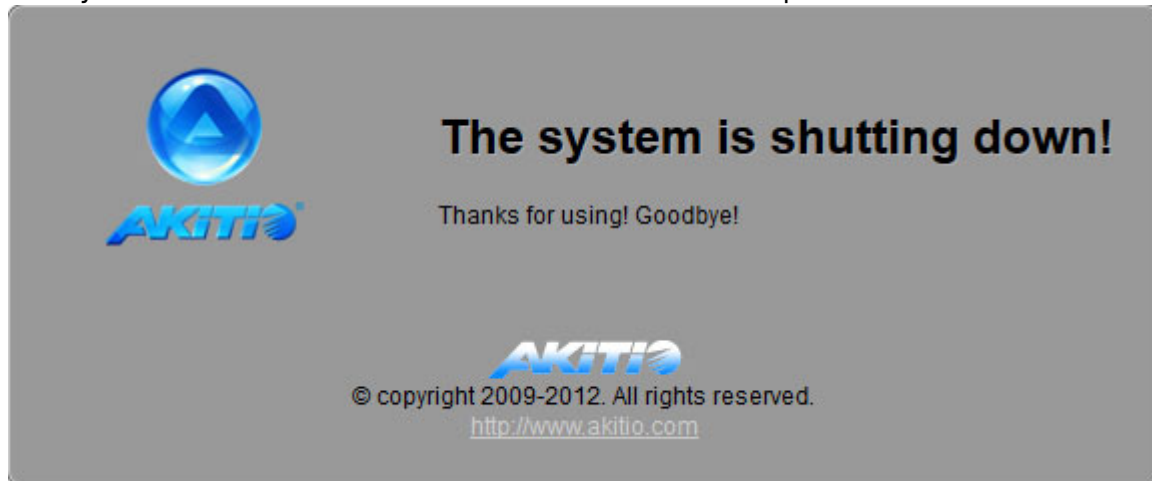 The system is shutting down!
AKiTiO®
Thanks for using! Goodbye!
AKiTiO
© copyright 2009-2012. All rights reserved.
http://www.akitio.com